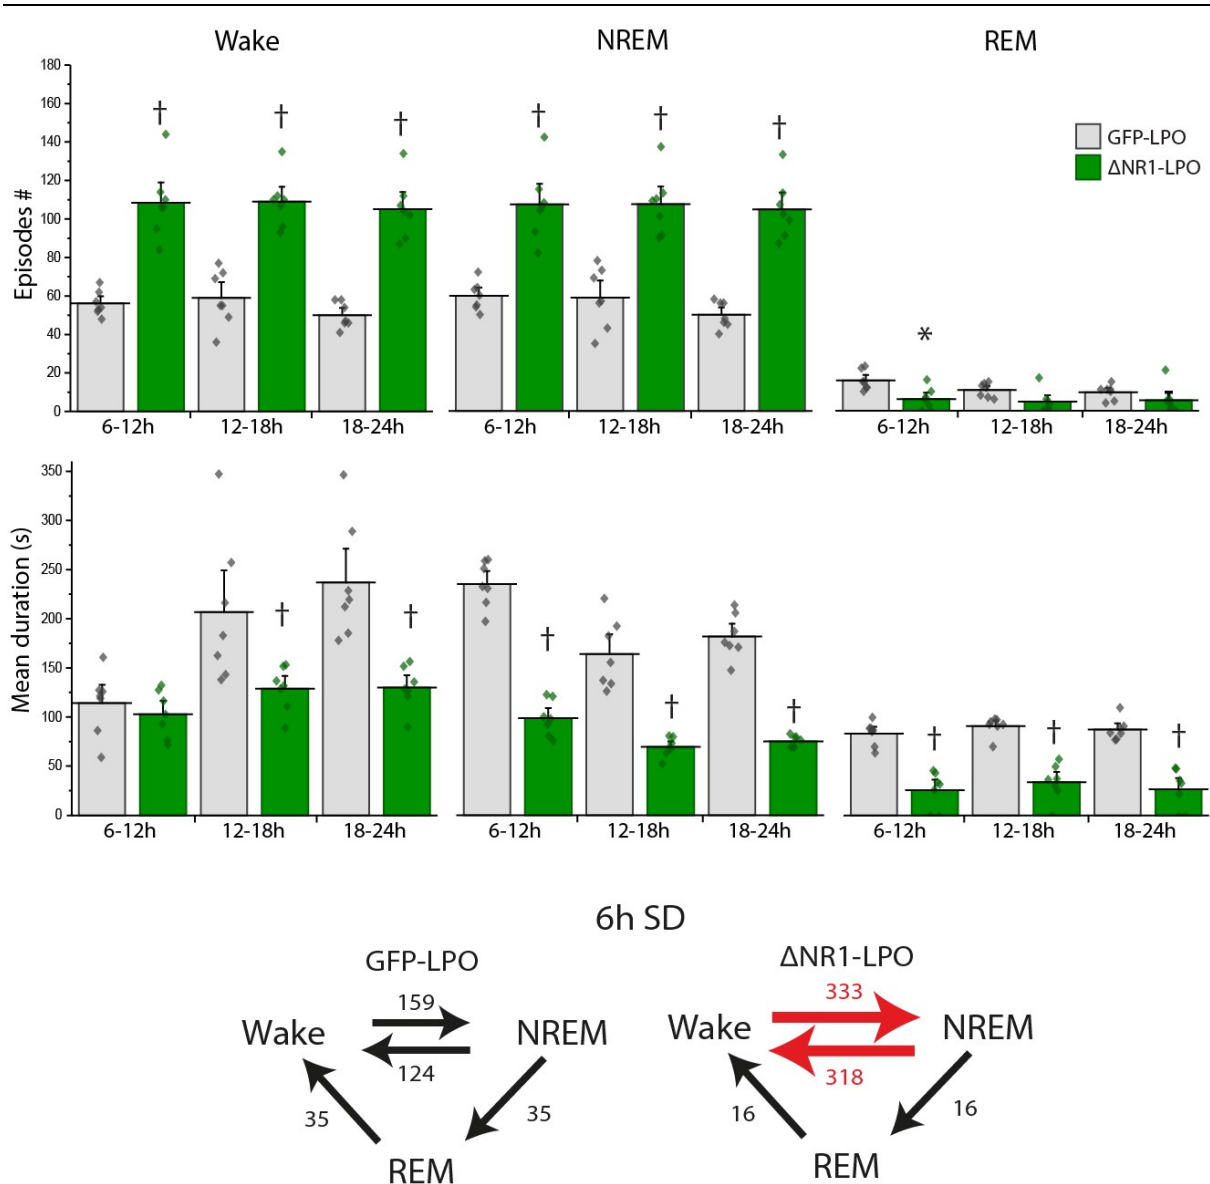 Wake NREM REM
180
160
140
120
100
80
60
40
20
0
Episodes #
† † † † † † *
GFP-LPO
ΔNR1-LPO
6-12h 12-18h 18-24h 6-12h 12-18h 18-24h 6-12h 12-18h 18-24h
350
300
250
200
150
100
50
0
Mean duration (s)
† † † † † † † †
6-12h 12-18h 18-24h 6-12h 12-18h 18-24h 6-12h 12-18h 18-24h
6h SD
GFP-LPO ΔNR1-LPO
159 333
Wake NREM Wake NREM
124 318
35 35 16 16
REM REM